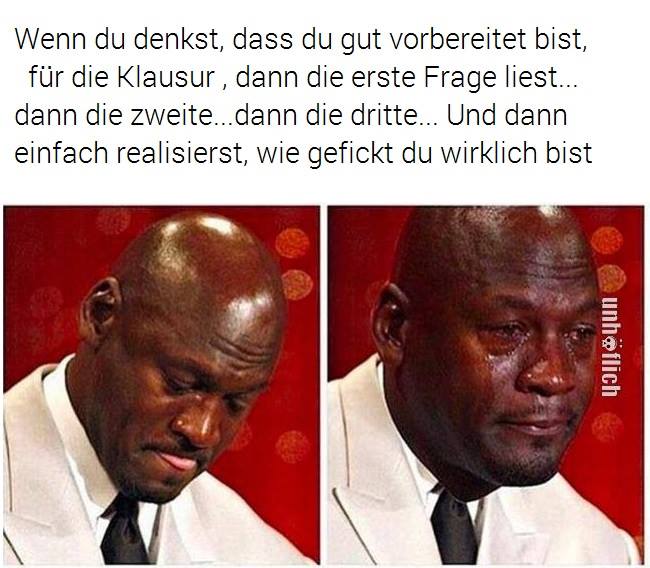 Wenn du denkst, dass du gut vorbereitet bist,
für die Klausur , dann die erste Frage liest...
dann die zweite...dann die dritte... Und dann
einfach realisierst, wie gefickt du wirklich bist
unhöflich